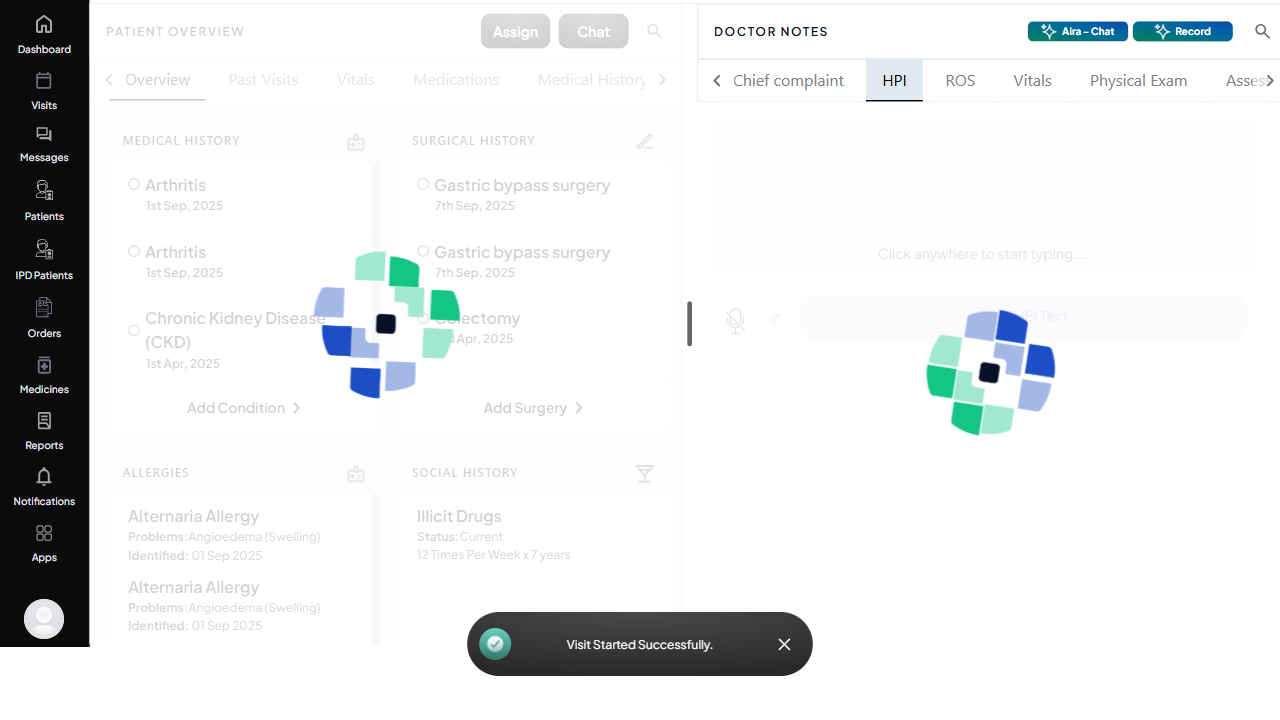 Dashboard
Visits
Messages
Patients
IPD Patients
Orders
Medicines
Reports
Notifications
Apps
PATIENT OVERVIEW
Assign
Chat
Overview
Past Visits
Vitals
Medications
Medical History
MEDICAL HISTORY
Arthritis
1st Sep, 2025
Arthritis
1st Sep, 2025
Chronic Kidney Disease
(CKD)
1st Apr, 2025
Add Condition
SURGICAL HISTORY
Gastric bypass surgery
7th Sep, 2025
Gastric bypass surgery
7th Sep, 2025
Colectomy
Apr, 2025
Add Surgery
ALLERGIES
Alternaria Allergy
Problems:Angioedema (Swelling)
Identified: 01 Sep 2025
Alternaria Allergy
Problems:Angioedema (Swelling)
Identified: 01 Sep 2025
SOCIAL HISTORY
Illicit Drugs
Status:Current
12 Times Per Week x 7 years
DOCTOR NOTES
Aira - Chat
Record
Chief complaint
HPI
ROS
Vitals
Physical Exam
Asses
Click anywhere to start typing....
Text
Visit Started Successfully.